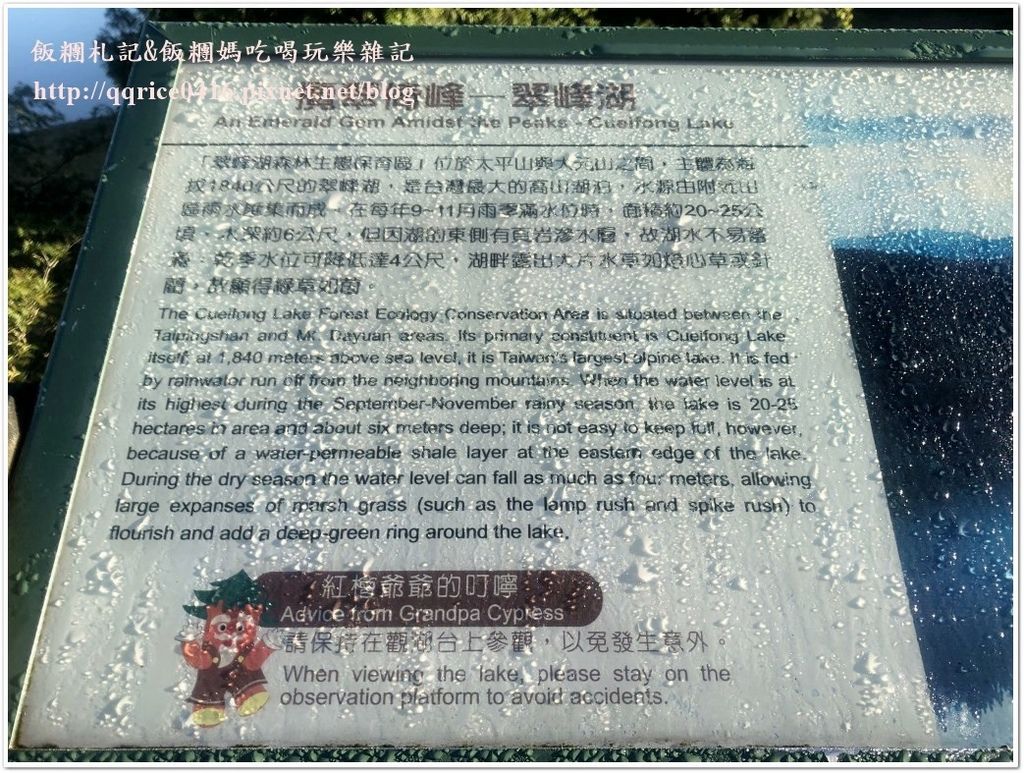 飯糰札記&飯糰媽吃喝玩樂雜記
http://qqrice0416.pixnet.net/blog
峰—翠峰湖
An Emerald Gem Amidst the Peaks - Cueifong Lake
「翠峰湖森林生態保育區」位於太平山與大元山之間，主體為海
拔1840公尺的翠峰湖，是台灣最大的高山湖泊，水源由附近山
區雨水匯集而成。在每年9~11月雨季滿水位時，面積約20~25公
頃，水深約6公尺，但因湖的東側有頁岩滲水層，故湖水不易蓄
滿。乾季水位可降低達4公尺，湖畔露出大片水草如燈心草或針
藺，故顯得綠草如茵。
The Cueifong Lake Forest Ecology Conservation Area is situated between the
Taipingshan and Mt. Dayuan areas. Its primary constituent is Cueifong Lake
itself; at 1,840 meters above sea level, it is Taiwan's largest alpine lake. It is fed
by rainwater run off from the neighboring mountains. When the water level is at
its highest during the September-November rainy season, the lake is 20-25
hectares in area and about six meters deep; it is not easy to keep full, however,
because of a water-permeable shale layer at the eastern edge of the lake.
During the dry season the water level can fall as much as four meters, allowing
large expanses of marsh grass (such as the lamp rush and spike rush) to
flourish and add a deep-green ring around the lake.
紅檜爺爺的叮嚀
Advice from Grandpa Cypress
請保持在觀湖台上參觀，以免發生意外。
When viewing the lake, please stay on the
observation platform to avoid accidents.